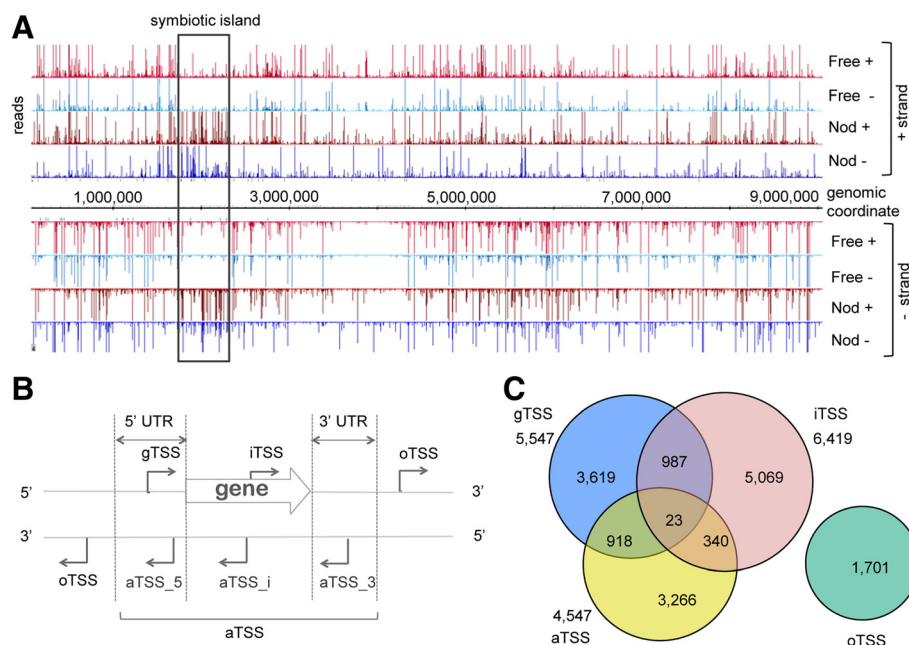 A
symbiotic island
reads
Free +
Free -
Nod +
Nod -
+ strand
1,000,000 3,000,000 5,000,000 7,000,000 9,000,000
genomic
coordinate
Free +
Free -
Nod +
Nod -
- strand
B
5' UTR
3' UTR
gTSS
iTSS
oTSS
5'
gene
3'
3'
5'
oTSS
aTSS_5
aTSS_i
aTSS_3
aTSS
C
gTSS
5,547
iTSS
6,419
3,619
987
5,069
23
918
340
3,266
4,547
aTSS
1,701
oTSS